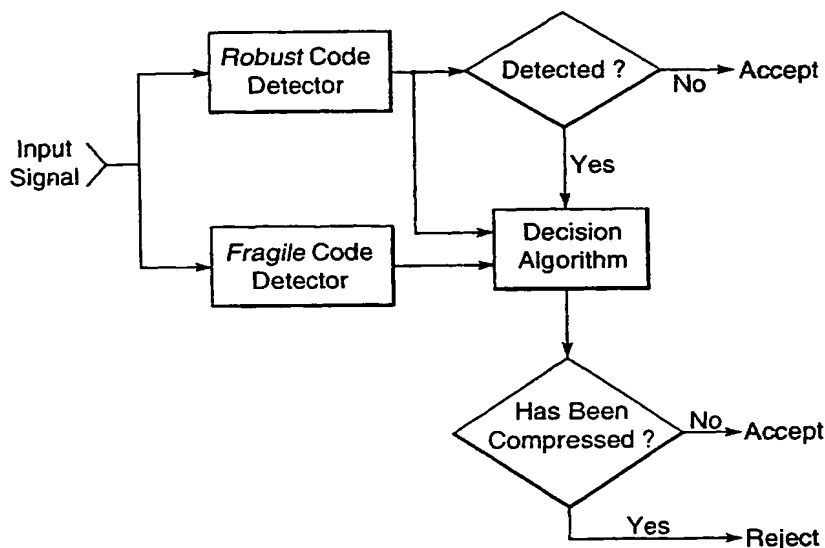 Robust Code
Detector
Detected ?
No
Accept
Input
Signal
Yes
Fragile Code
Detector
Decision
Algorithm
Has Been
Compressed ?
No
Accept
Yes
Reject